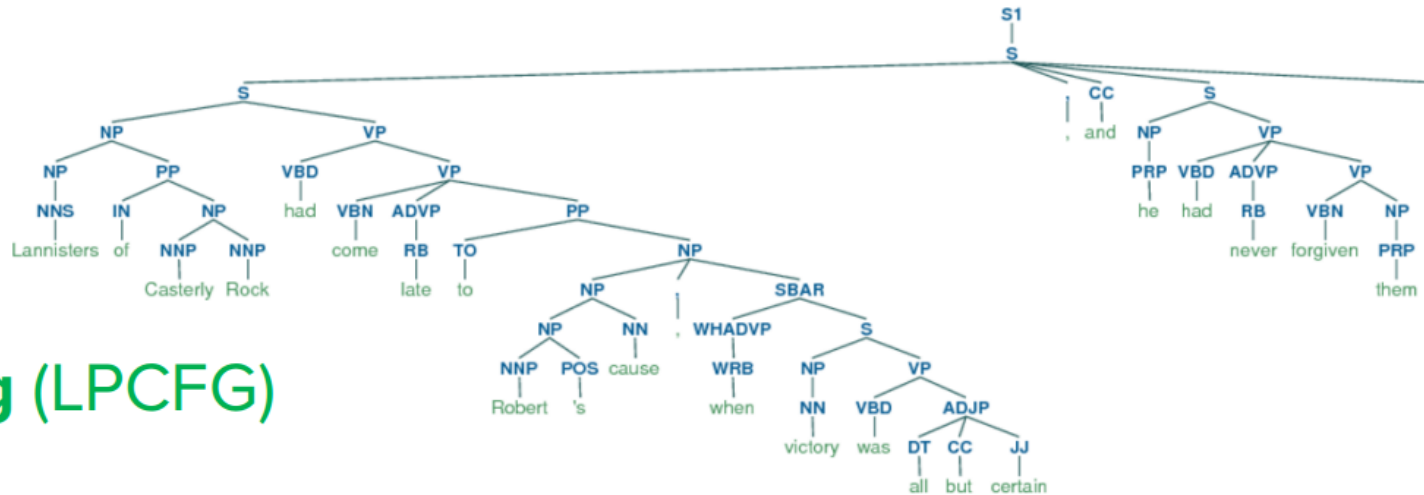 S1
S
S , CC S
NP VP , and NP VP
NP PP VBD VP PRP VBD ADVP VP
NNS IN NP had VBN ADVP PP he had RB VBN NP
Lannisters of NNP NNP come RB TO NP never forgiven PRP
Casterly Rock late to NP , SBAR them
NP NN , WHADVP S
g (LPCFG) NNP POS cause WRB NP VP
Robert 's when NN VBD ADJP
victory was DT CC JJ
all but certain